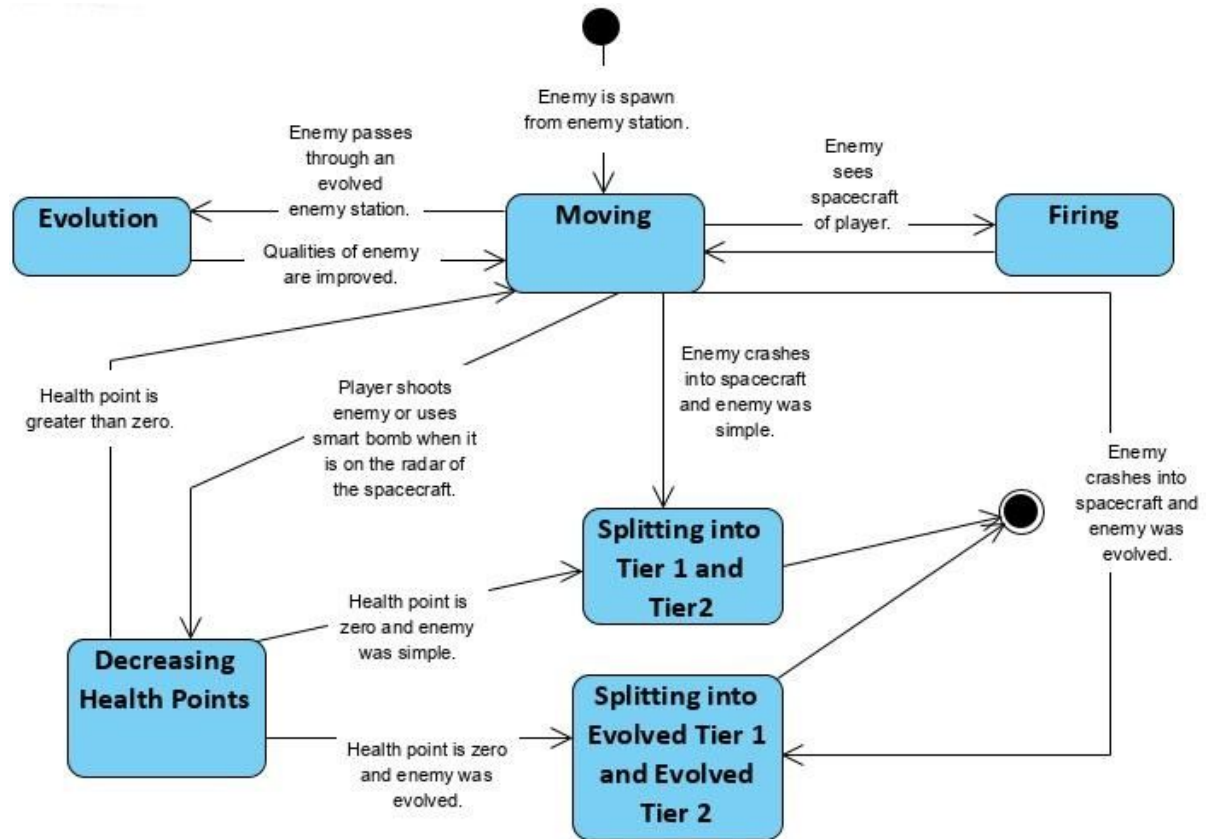 Enemy is spawn
from enemy station.
Enemy passes
through an
evolved
enemy station.
Enemy
sees
spacecraft
of player.
Evolution
Moving
Firing
Qualities of enemy
are improved.
Health point is
greater than zero.
Player shoots
enemy or uses
smart bomb when it
is on the radar of
the spacecraft.
Enemy crashes
into spacecraft
and enemy was
simple.
Enemy
crashes into
spacecraft and
enemy was
evolved.
Splitting into
Tier 1 and
Tier2
Health point is
zero and enemy
was simple.
Decreasing
Health Points
Splitting into
Evolved Tier 1
and Evolved
Tier 2
Health point is zero
and enemy was
evolved.